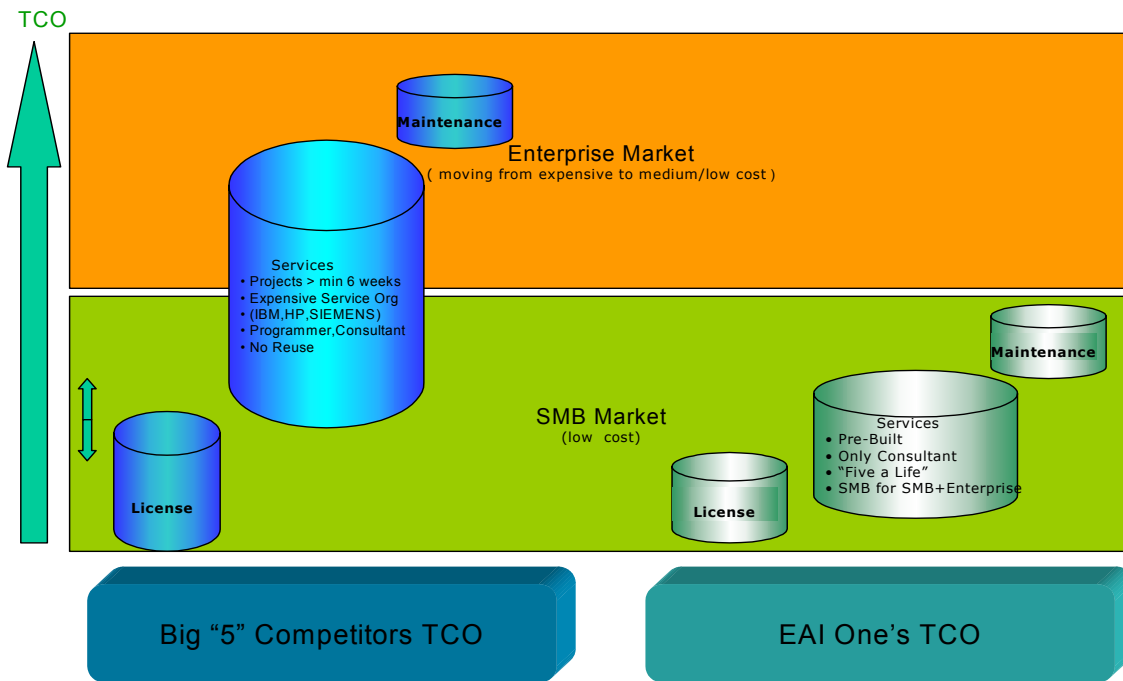 TCO
Maintenance
Enterprise Market
( moving from expensive to medium/low cost )
Services
• Projects > min 6 weeks
• Expensive Service Org
• (IBM,HP,SIEMENS)
• Programmer,Consultant
• No Reuse
License
SMB Market
(low cost)
Maintenance
Services
• Pre-Built
• Only Consultant
• “Five a Life”
• SMB for SMB+Enterprise
License
Big “5” Competitors TCO
EAI One’s TCO